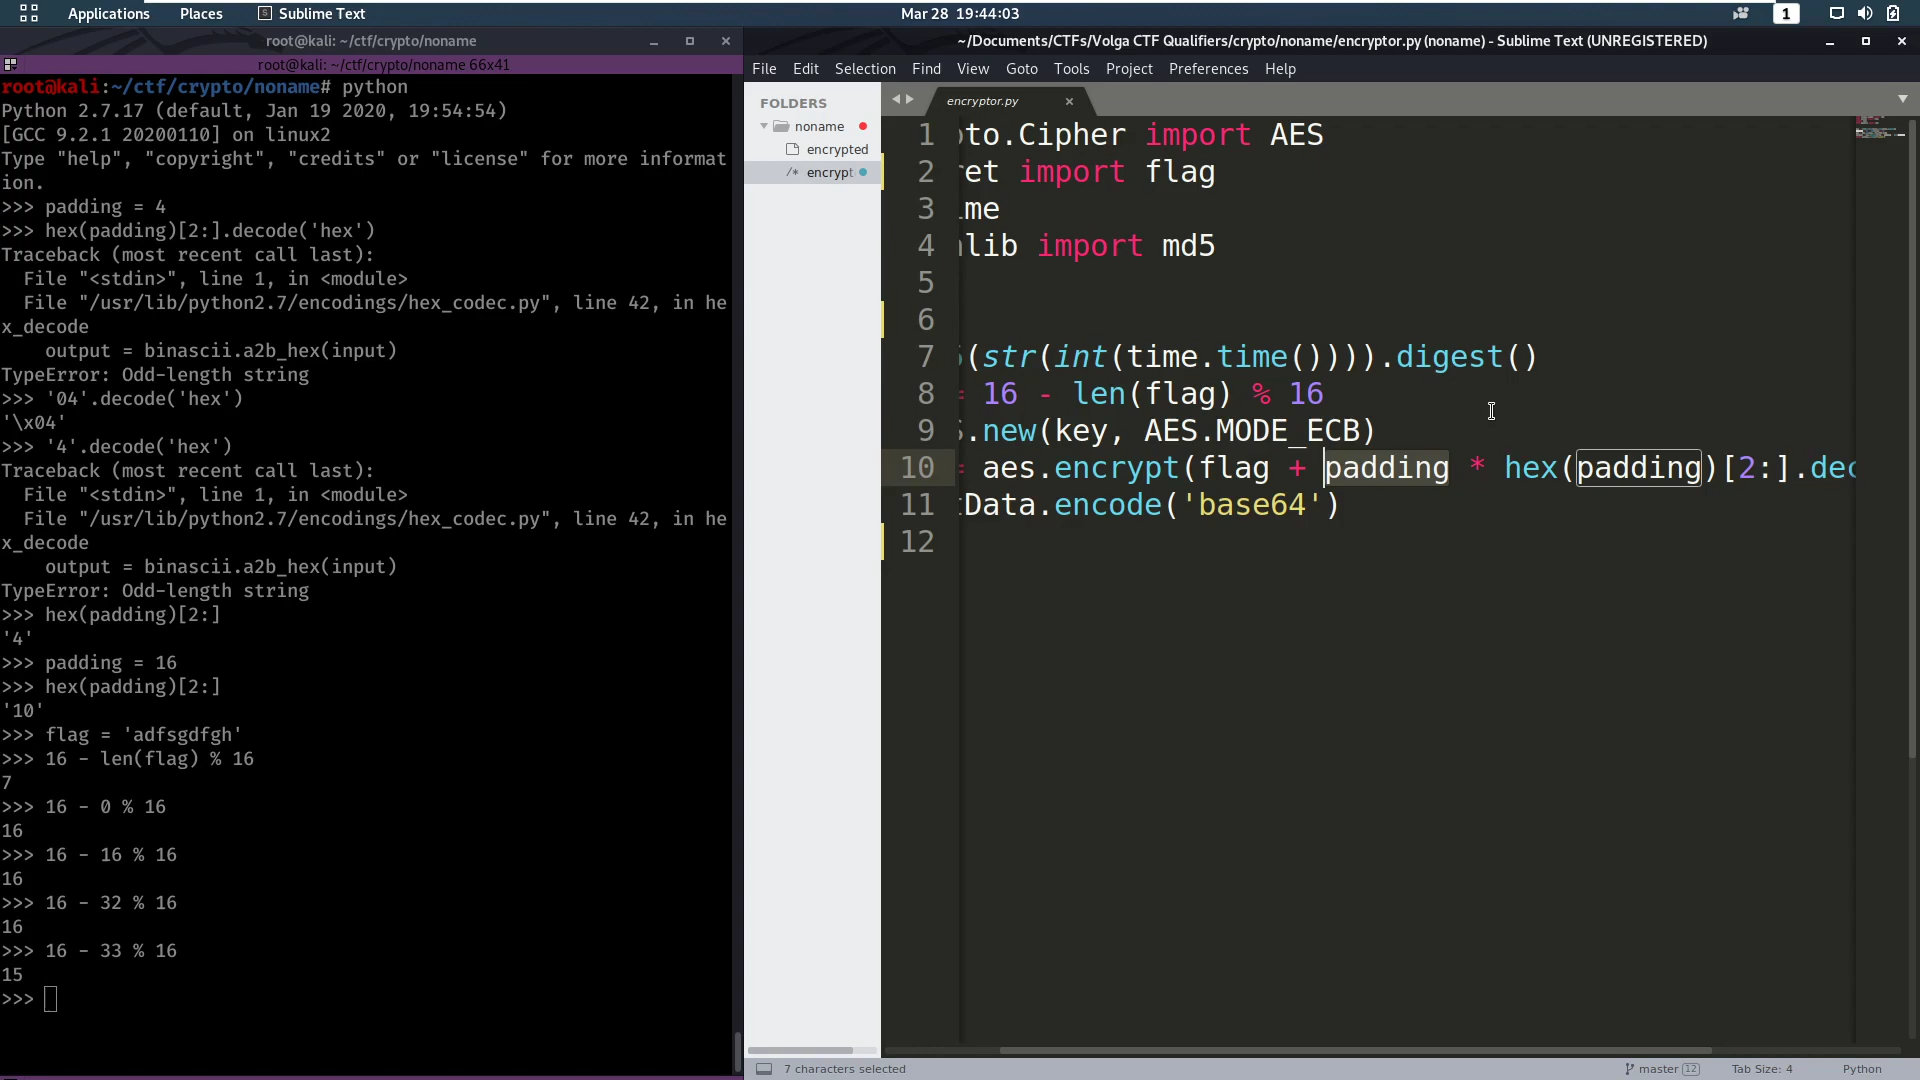 Applications Places Sublime Text Mar 28 19:44:03 1
root@kali: ~/ctf/crypto/noname
root@kali: ~/ctf/crypto/noname 66x41
root@kali:~/ctf/crypto/noname# python
Python 2.7.17 (default, Jan 19 2020, 19:54:54)
[GCC 9.2.1 20200110] on linux2
Type "help", "copyright", "credits" or "license" for more informat
ion.
>>> padding = 4
>>> hex(padding)[2:].decode('hex')
Traceback (most recent call last):
  File "<stdin>", line 1, in <module>
  File "/usr/lib/python2.7/encodings/hex_codec.py", line 42, in he
x_decode
    output = binascii.a2b_hex(input)
TypeError: Odd-length string
>>> '04'.decode('hex')
'\x04'
>>> '4'.decode('hex')
Traceback (most recent call last):
  File "<stdin>", line 1, in <module>
  File "/usr/lib/python2.7/encodings/hex_codec.py", line 42, in he
x_decode
    output = binascii.a2b_hex(input)
TypeError: Odd-length string
>>> hex(padding)[2:]
'4'
>>> padding = 16
>>> hex(padding)[2:]
'10'
>>> flag = 'adfsgdfgh'
>>> 16 - len(flag) % 16
7
>>> 16 - 0 % 16
16
>>> 16 - 16 % 16
16
>>> 16 - 32 % 16
16
>>> 16 - 33 % 16
15
>>>
~/Documents/CTFs/Volga CTF Qualifiers/crypto/noname/encryptor.py (noname) - Sublime Text (UNREGISTERED)
File Edit Selection Find View Goto Tools Project Preferences Help
FOLDERS
noname
encrypted
/* encrypt
encryptor.py
1 oto.Cipher import AES
2 ret import flag
3 me
4 lib import md5
5
6
7 (str(int(time.time()))).digest()
8 = 16 - len(flag) % 16
9 .new(key, AES.MODE_ECB)
10 = aes.encrypt(flag + padding * hex(padding)[2:].dec
11 tData.encode('base64')
12
7 characters selected master 12 Tab Size: 4 Python